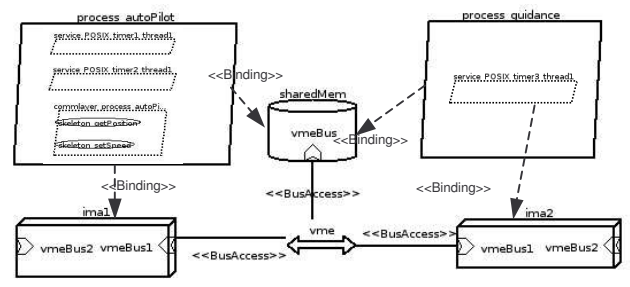 process autoPilot
process guidance
service POSIX timer1 thread1
service POSIX timer2 thread1
<<Binding>>
service POSIX timer3 thread1
sharedMem
commlayer process autoPi..
skeleton getPostion
vmeBus
<<Binding>>
skeleton setSpeed
<<Binding>>
<<Binding>>
<<BusAccess>>
ima1
ima2
vme
<<BusAccess>>
vmeBus2
vmeBus1
<<BusAccess>>
vmeBus1
vmeBus2